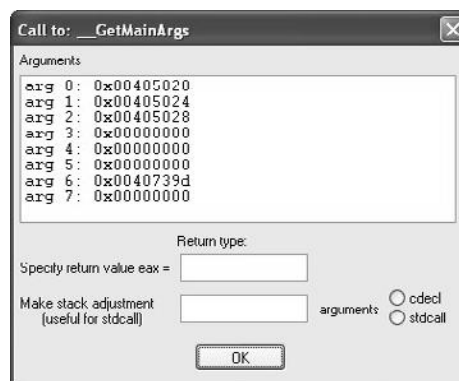 Call to: __GetMainArgs
Arguments
arg 0: 0x00405020
arg 1: 0x00405024
arg 2: 0x00405028
arg 3: 0x00000000
arg 4: 0x00000000
arg 5: 0x00000000
arg 6: 0x0040739d
arg 7: 0x00000000
Return type:
Specify return value eax =
Make stack adjustment
(useful for stdcall)
arguments
cdecl
stdcall
OK